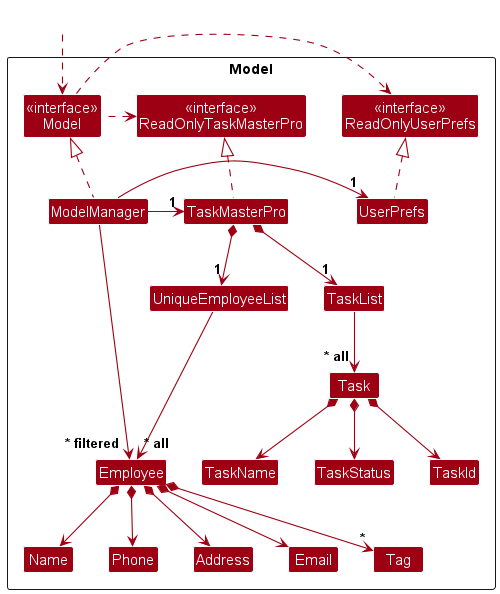 Model
«interface»
Model
«interface»
ReadOnlyTaskMasterPro
«interface»
ReadOnlyUserPrefs
1
1
ModelManager
TaskMasterPro
UserPrefs
1
1
UniqueEmployeeList
TaskList
* all
Task
* filtered
* all
Employee
TaskName
TaskStatus
TaskId
*
Name
Phone
Address
Email
Tag